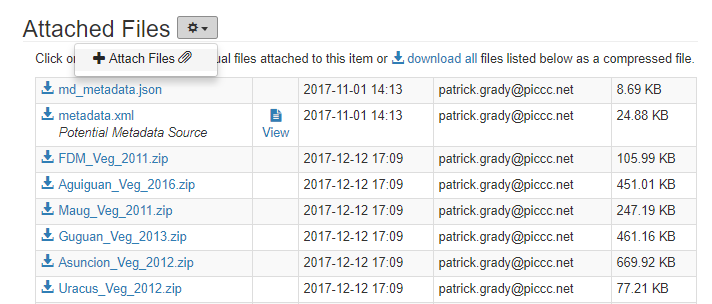 Attached Files
Attach Files
Click on ual files attached to this item or download all files listed below as a compressed file.
md_metadata.json 2017-11-01 14:13 patrick.grady@piccc.net 8.69 KB
metadata.xml 2017-11-01 14:13 patrick.grady@piccc.net 24.88 KB
Potential Metadata Source View
FDM_Veg_2011.zip 2017-12-12 17:09 patrick.grady@piccc.net 105.99 KB
Aguiguan_Veg_2016.zip 2017-12-12 17:09 patrick.grady@piccc.net 451.01 KB
Maug_Veg_2011.zip 2017-12-12 17:09 patrick.grady@piccc.net 247.19 KB
Guguan_Veg_2013.zip 2017-12-12 17:09 patrick.grady@piccc.net 461.16 KB
Asuncion_Veg_2012.zip 2017-12-12 17:09 patrick.grady@piccc.net 669.92 KB
Uracus_Veg_2012.zip 2017-12-12 17:09 patrick.grady@piccc.net 77.21 KB